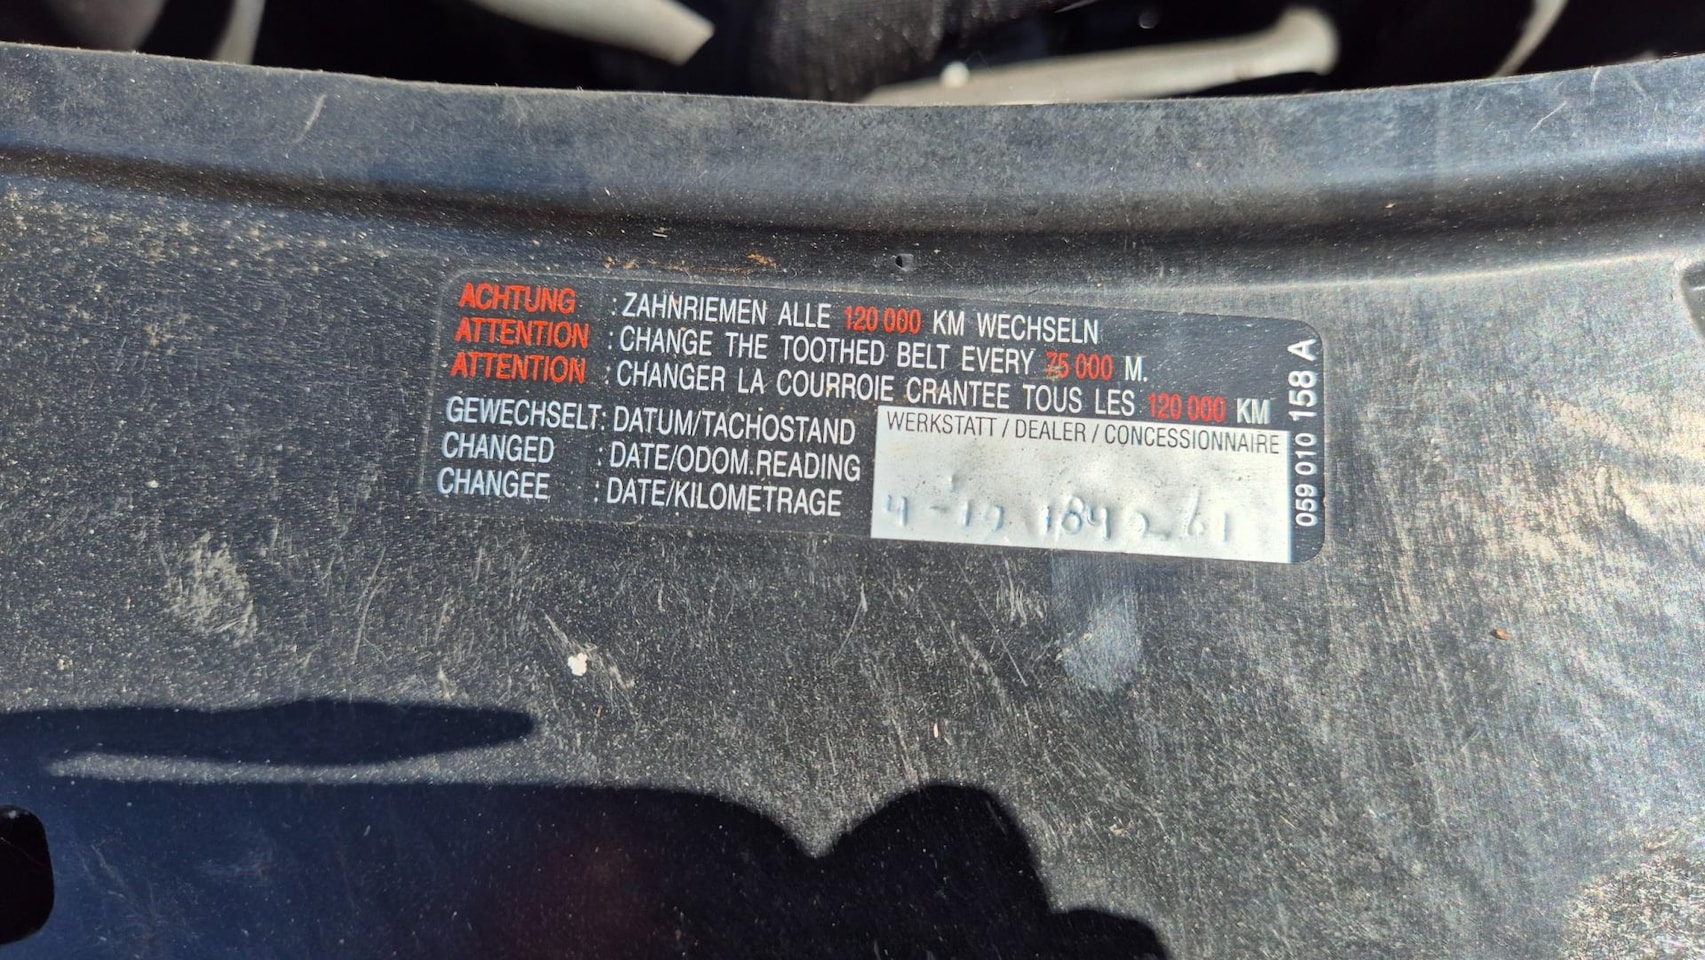 ACHTUNG : ZAHNRIEMEN ALLE 120 000 KM WECHSELN
ATTENTION : CHANGE THE TOOTHED BELT EVERY 75 000 M.
ATTENTION : CHANGER LA COURROIE CRANTEE TOUS LES 120 000 KM
GEWECHSELT: DATUM/TACHOSTAND
CHANGED : DATE/ODOM.READING
CHANGEE : DATE/KILOMETRAGE
WERKSTATT / DEALER / CONCESSIONNAIRE
059 010 158 A